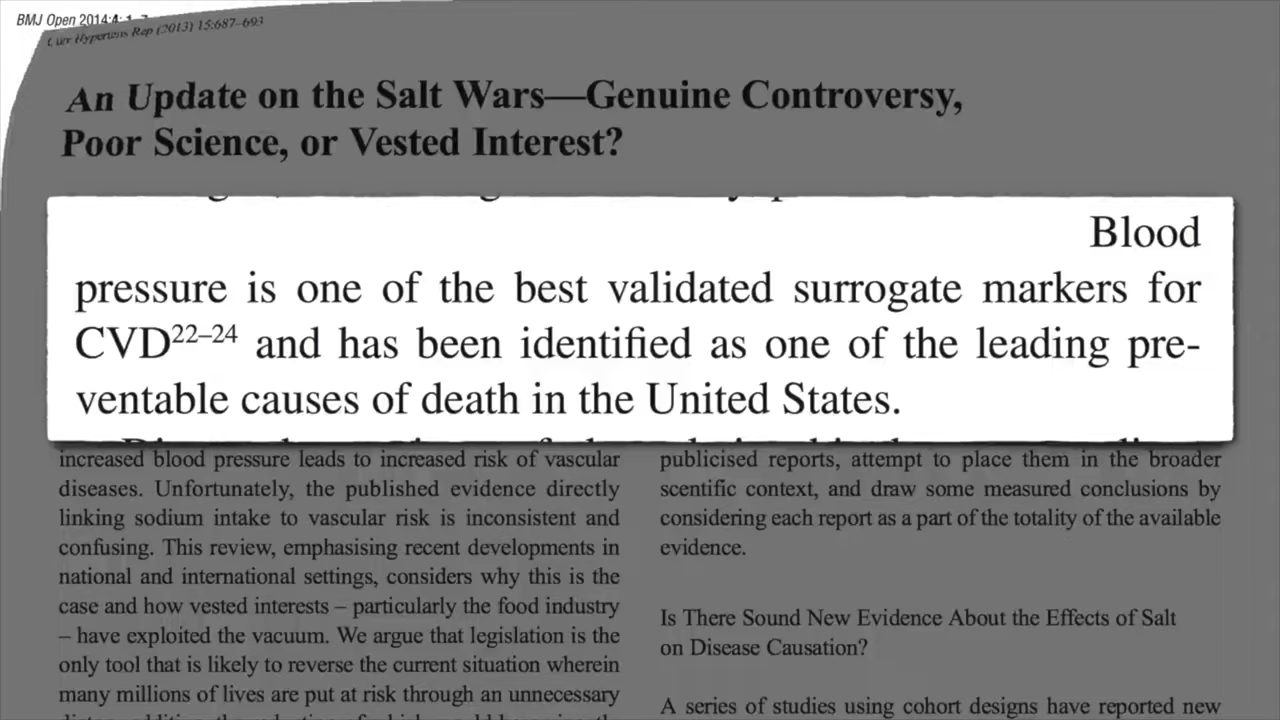 BMJ Open 2014;4: 1–7
Curr Hypertens Rep (2013) 15:687–693
An Update on the Salt Wars—Genuine Controversy,
Poor Science, or Vested Interest?
Blood
pressure is one of the best validated surrogate markers for
CVD22–24 and has been identified as one of the leading pre-
ventable causes of death in the United States.
increased blood pressure leads to increased risk of vascular
diseases. Unfortunately, the published evidence directly
linking sodium intake to vascular risk is inconsistent and
confusing. This review, emphasising recent developments in
national and international settings, considers why this is the
case and how vested interests – particularly the food industry
– have exploited the vacuum. We argue that legislation is the
only tool that is likely to reverse the current situation wherein
many millions of lives are put at risk through an unnecessary
publicised reports, attempt to place them in the broader
scentific context, and draw some measured conclusions by
considering each report as a part of the totality of the available
evidence.
Is There Sound New Evidence About the Effects of Salt
on Disease Causation?
A series of studies using cohort designs have reported new